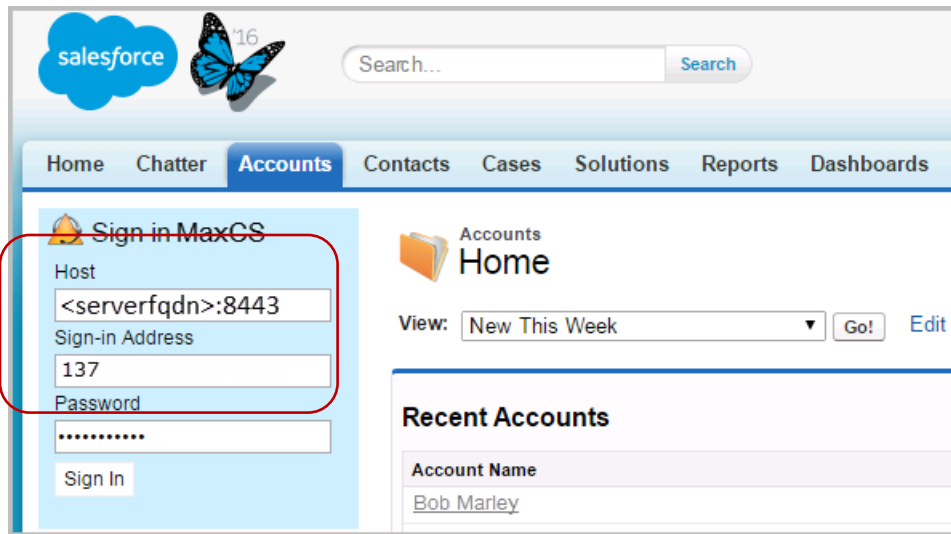 salesforce
'16
Search...
Search
Home Chatter Accounts Contacts Cases Solutions Reports Dashboards
Sign in MaxCS
Host
<serverfqdn>:8443
Sign-in Address
137
Password
•••••••••••
Sign In
Accounts
Home
View: New This Week Go! Edit
Recent Accounts
Account Name
Bob Marley